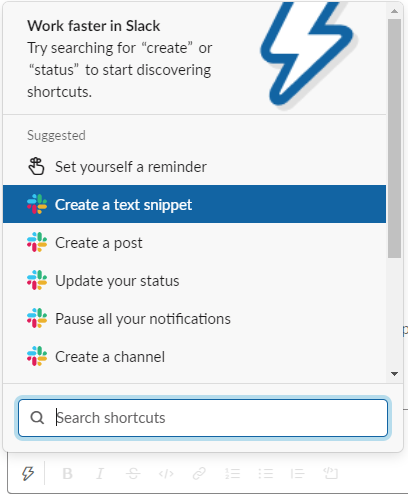 Work faster in Slack
Try searching for “create” or
“status” to start discovering
shortcuts.
Suggested
Set yourself a reminder
Create a text snippet
Create a post
Update your status
Pause all your notifications
Create a channel
Search shortcuts
B I S